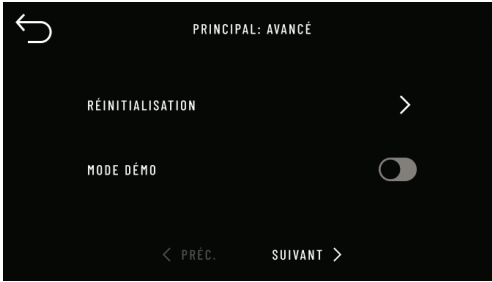 PRINCIPAL: AVANCÉ
RÉINITIALISATION
MODE DÉMO
PRÉC. SUIVANT